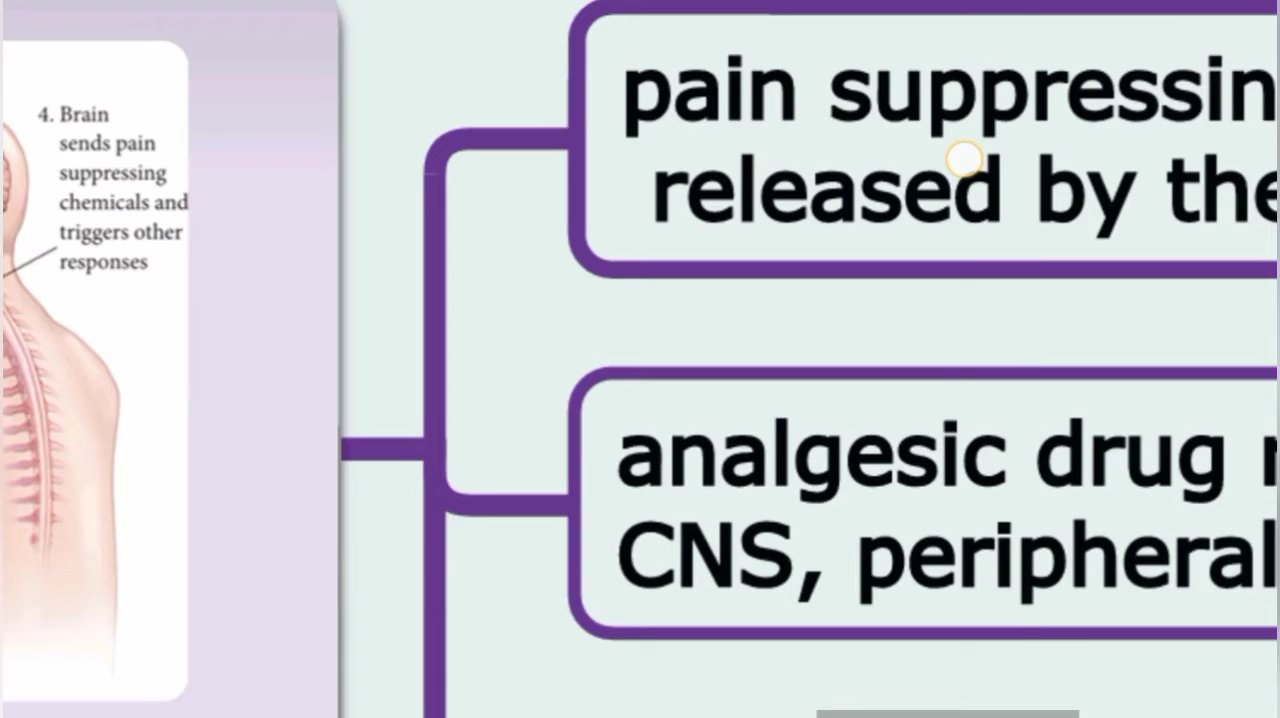 4. Brain
sends pain
suppressing
chemicals and
triggers other
responses
pain suppressin
released by the
analgesic drug
CNS, peripheral